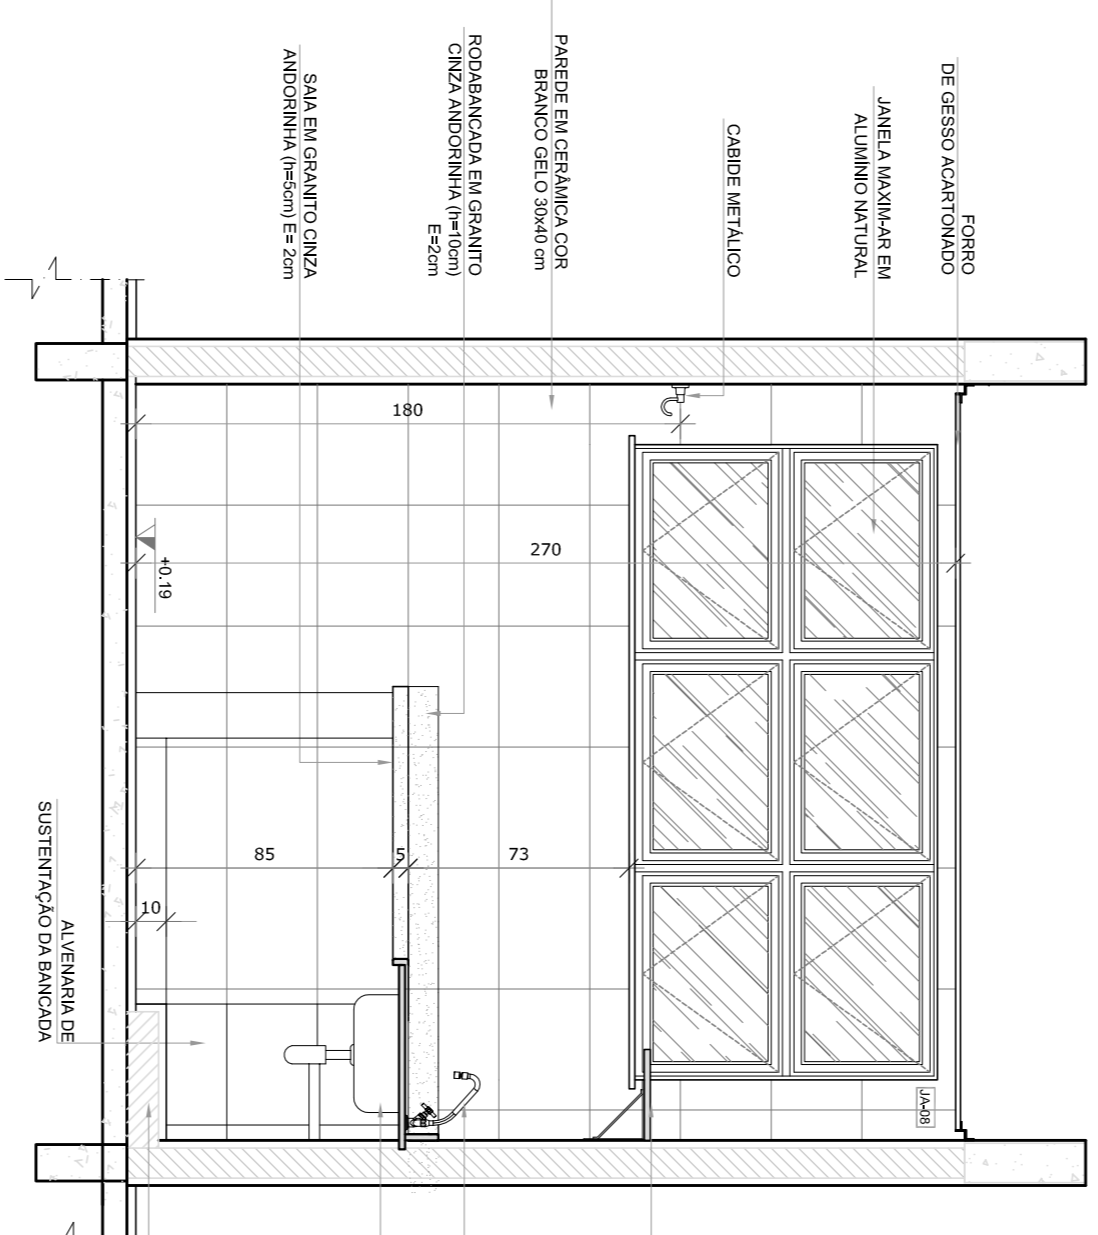 FORRO
DE GESSO ACARTONADO
JANELA MAXIM-AR EM
ALUMÍNIO NATURAL
CABIDE METÁLICO
PAREDE EM CERÂMICA COR
BRANCO GELO 30x40 cm
RODABANCADA EM GRANITO
CINZA ANDORINHA (h=10cm)
E=2cm
SAIA EM GRANITO CINZA
ANDORINHA (h=5cm) E= 2cm
180
270
+0.19
85
5
73
10
JA-08
ALVENARIA DE
SUSTENTAÇÃO DA BANCADA